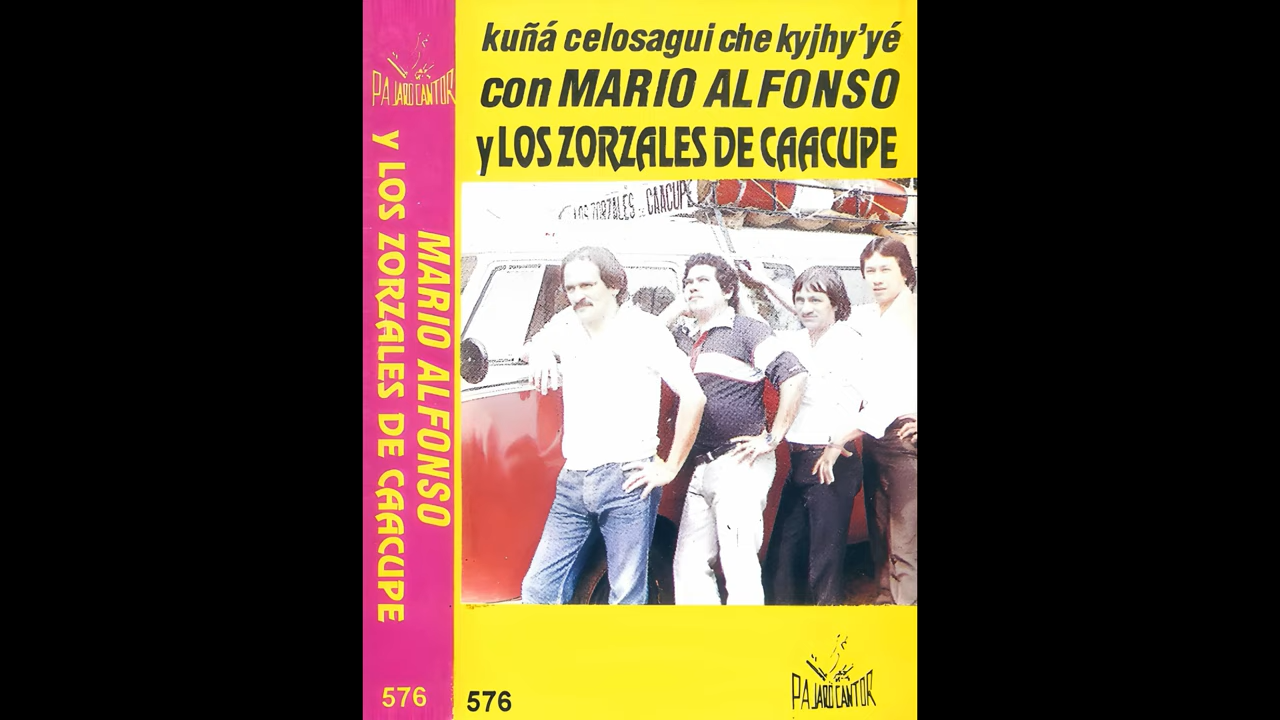 PAJARO CANTOR
Y LOS ZORZALES DE CAACUPE
MARIO ALFONSO
576
kuñá celosagui che kyjhy'yé
con MARIO ALFONSO
y LOS ZORZALES DE CAACUPE
LOS ZORZALES DE CAACUPE
576
PAJARO CANTOR